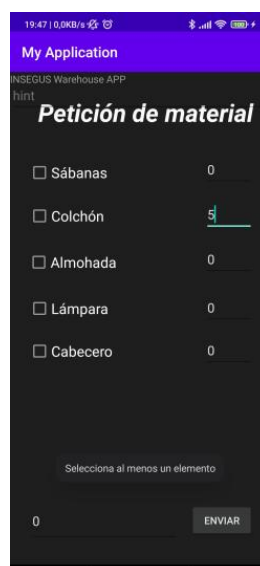 19:47 | 0,0KB/s
My Application
INSEGUS Warehouse APP
hint
Petición de material
Sábanas 0
Colchón 5
Almohada 0
Lámpara 0
Cabecero 0
Selecciona al menos un elemento
0 ENVIAR